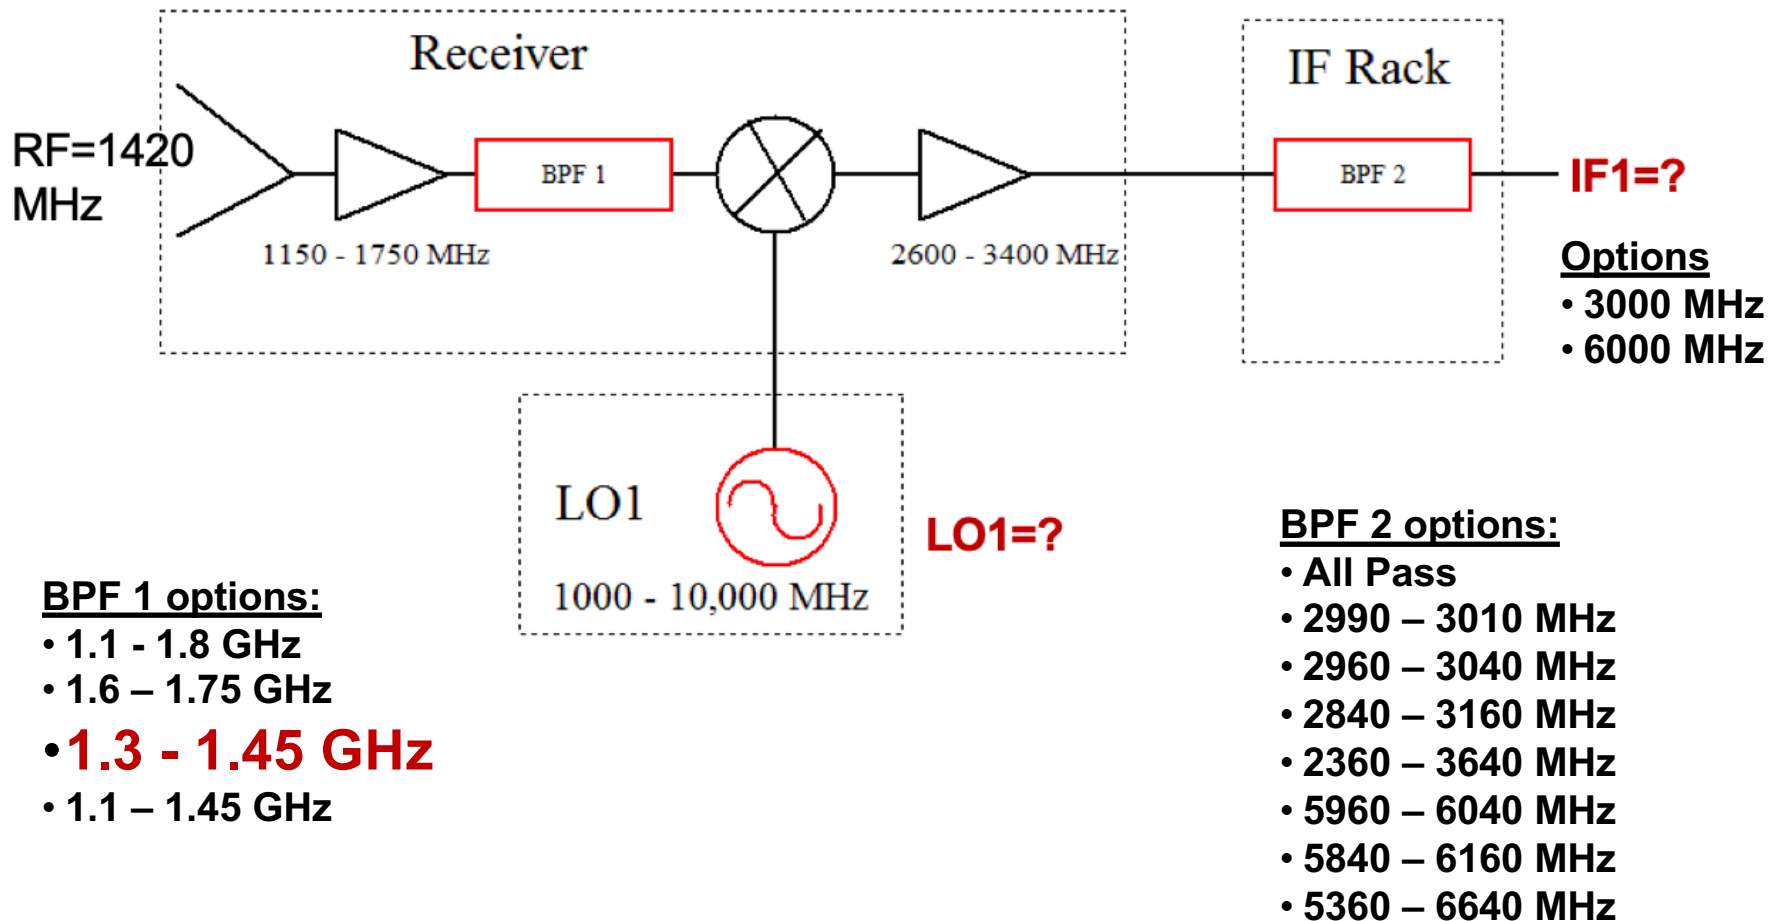 Receiver
IF Rack
RF=1420
MHz
BPF 1
BPF 2
IF1=?
1150 - 1750 MHz
2600 - 3400 MHz
Options
• 3000 MHz
• 6000 MHz
LO1
LO1=?
1000 - 10,000 MHz
BPF 1 options:
• 1.1 - 1.8 GHz
• 1.6 – 1.75 GHz
•1.3 - 1.45 GHz
• 1.1 – 1.45 GHz
BPF 2 options:
• All Pass
• 2990 – 3010 MHz
• 2960 – 3040 MHz
• 2840 – 3160 MHz
• 2360 – 3640 MHz
• 5960 – 6040 MHz
• 5840 – 6160 MHz
• 5360 – 6640 MHz